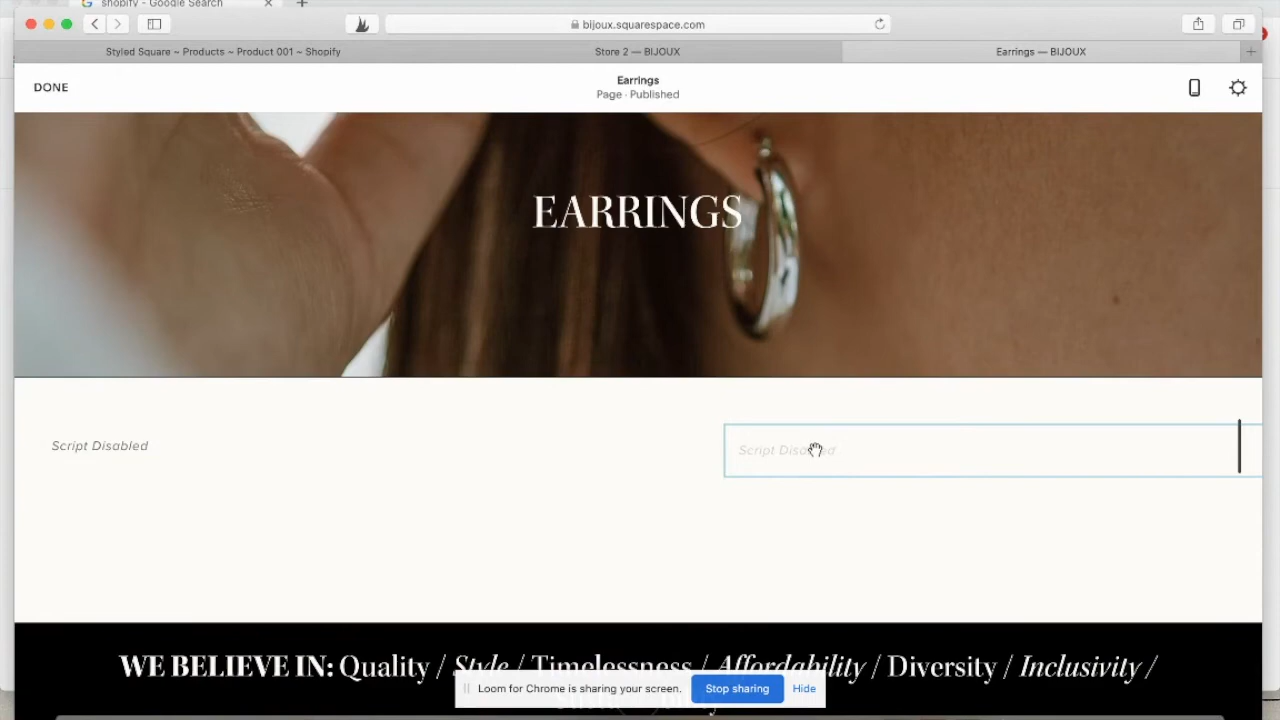 shopify - Google Search
bijoux.squarespace.com
Styled Square ~ Products ~ Product 001 ~ Shopify
Store 2 — BIJOUX
Earrings — BIJOUX
DONE
Earrings
Page · Published
EARRINGS
Script Disabled
Script Disabled
WE BELIEVE IN: Quality / Style / Timelessness / Affordability / Diversity / Inclusivity /
Loom for Chrome is sharing your screen.
Stop sharing
Hide